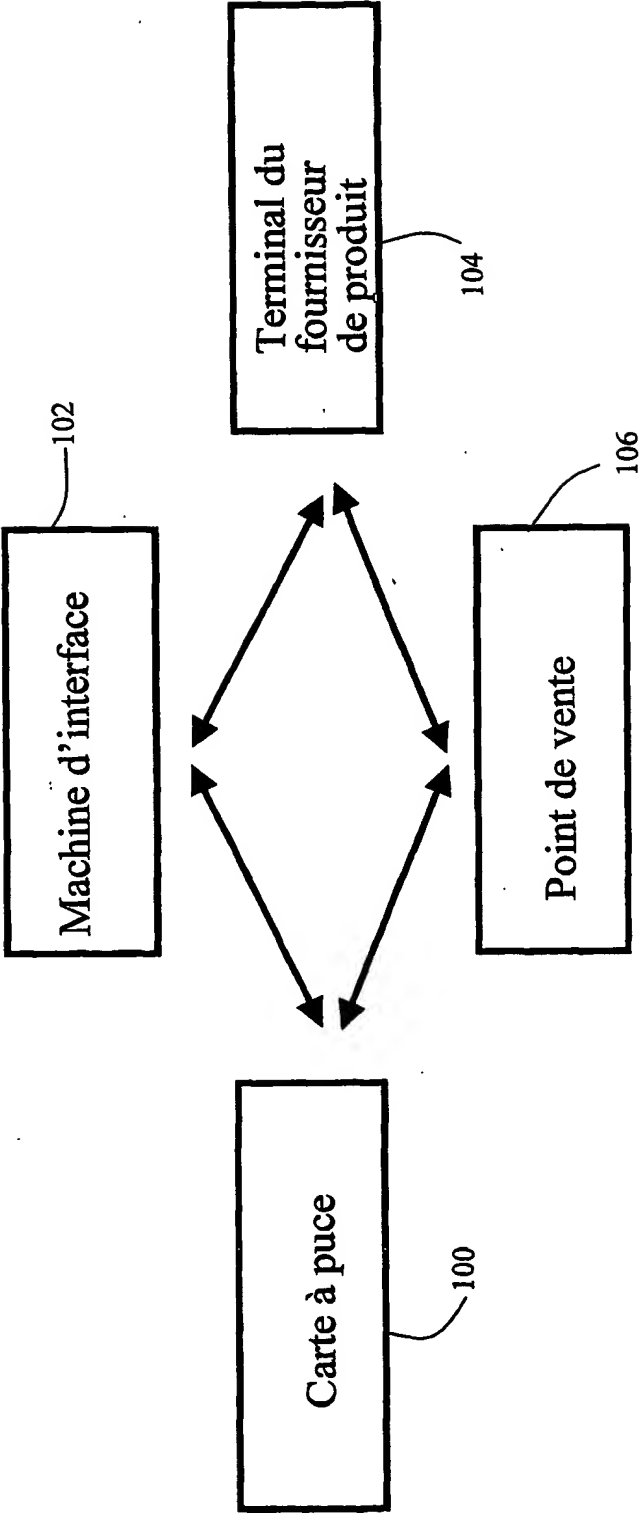 Machine d'interface
102
Carte à puce
100
Terminal du
fournisseur
de produit
104
Point de vente
106